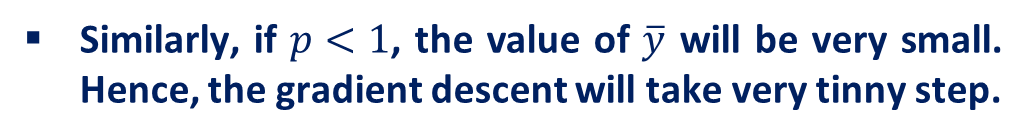 ▪ Similarly, if p < 1, the value of ȳ will be very small.
Hence, the gradient descent will take very tinny step.